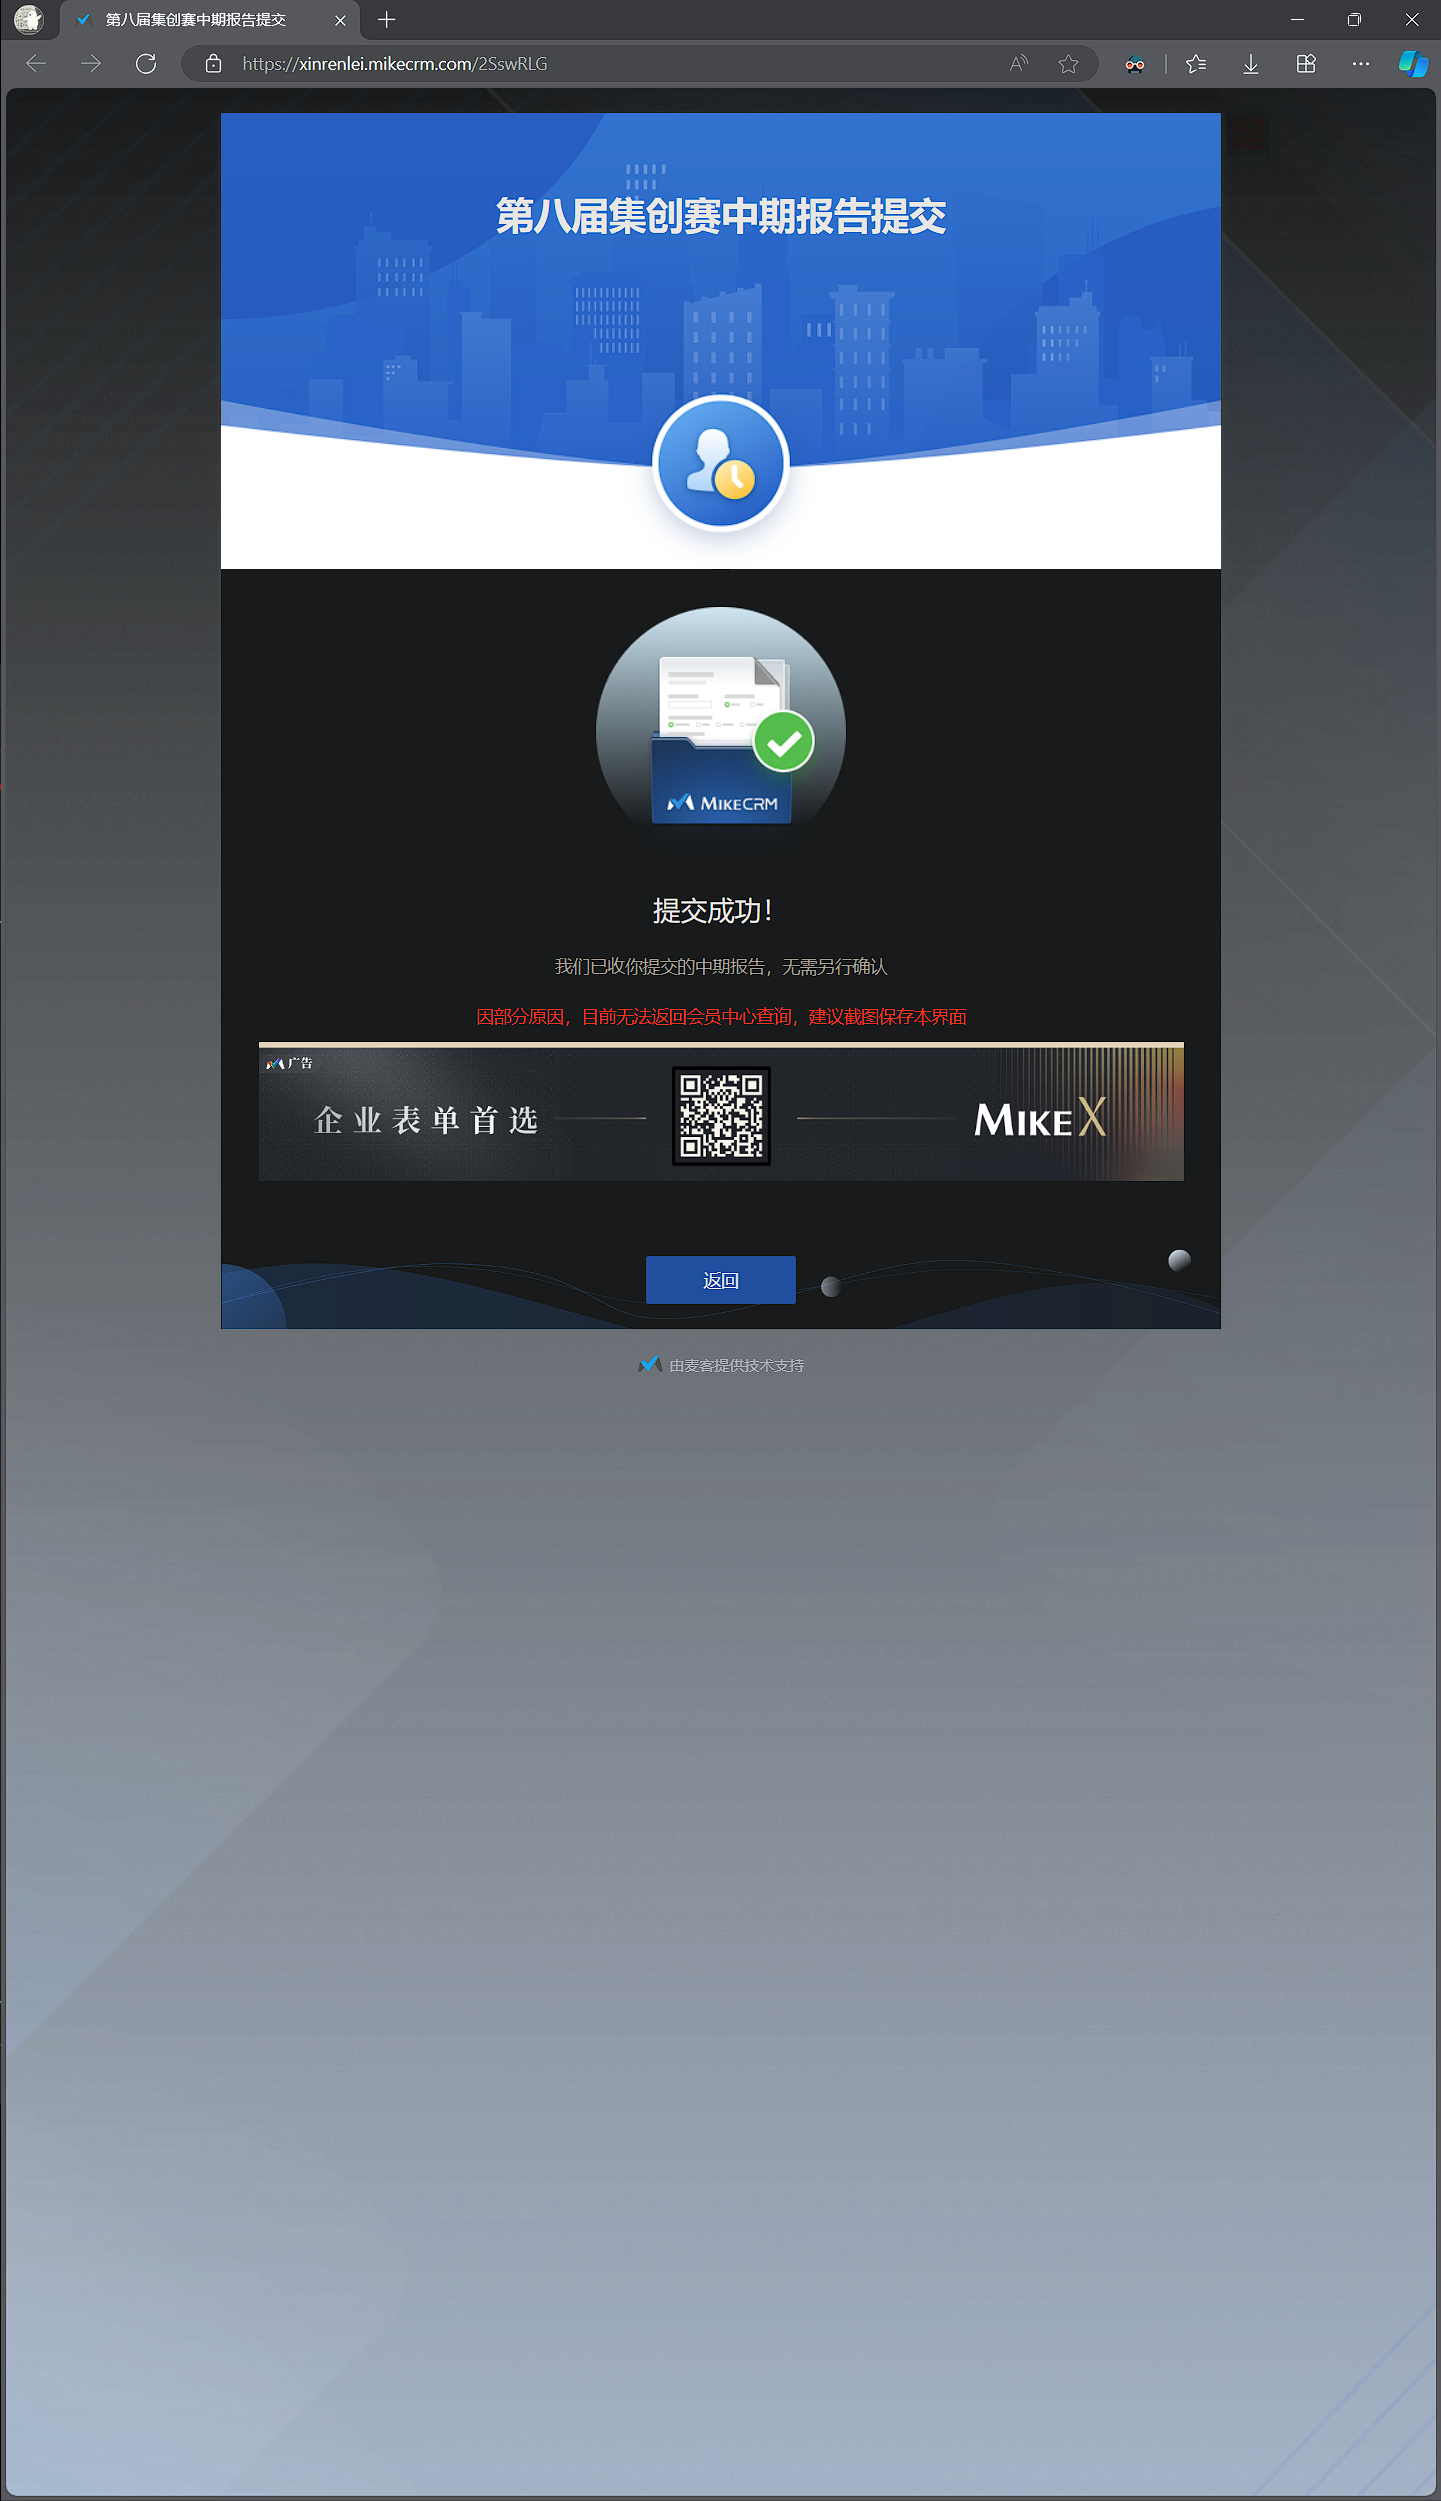 第八届集创赛中期报告提交
https://xinrenlei.mikecrm.com/2SswRLG
第八届集创赛中期报告提交
MIKECRM
提交成功！
我们已收你提交的中期报告，无需另行确认
因部分原因，目前无法返回会员中心查询，建议截图保存本界面
广告
企业表单首选
MIKE X
返回
由麦客提供技术支持